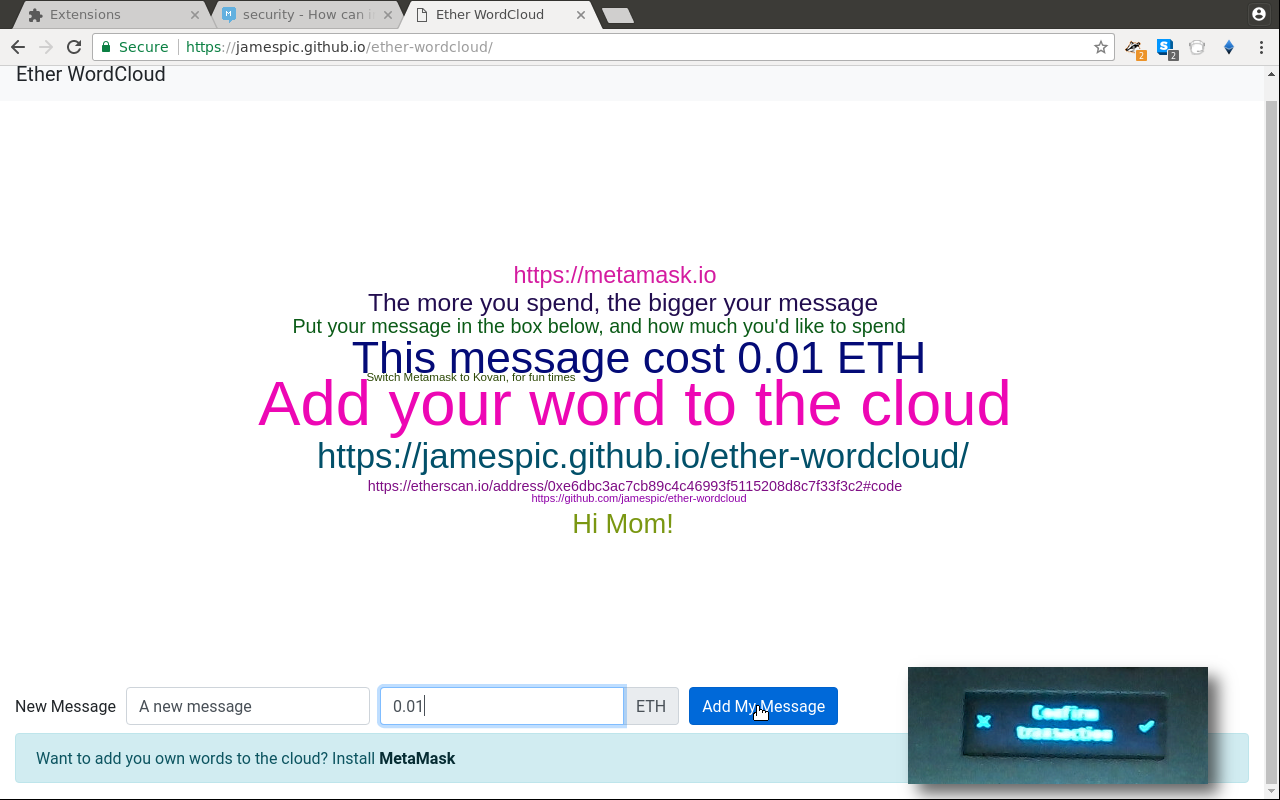 Extensions
security - How can i
Ether WordCloud
Secure
https://jamespic.github.io/ether-wordcloud/
2
2
Ether WordCloud
https://metamask.io
The more you spend, the bigger your message
Put your message in the box below, and how much you'd like to spend
This message cost 0.01 ETH
Switch Metamask to Kovan, for fun times
Add your word to the cloud
https://jamespic.github.io/ether-wordcloud/
https://etherscan.io/address/0xe6dbc3ac7cb89c4c46993f5115208d8c7f33f3c2#code
https://github.com/jamespic/ether-wordcloud
Hi Mom!
New Message
A new message
0.01
ETH
Add My Message
Confirm
transaction
Want to add you own words to the cloud? Install MetaMask